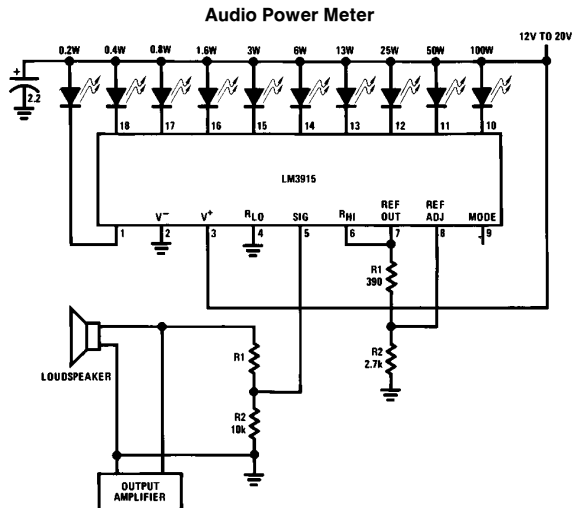 Audio Power Meter
12V TO 20V
0.2W 0.4W 0.8W 1.6W 3W 6W 13W 25W 50W 100W
+
2.2
18 17 16 15 14 13 12 11 10
LM3915
V− V+ RLO SIG RHI REF OUT REF ADJ MODE
1 2 3 4 5 6 7 8 9
R1
390
R2
2.7k
R1
LOUDSPEAKER
R2
10k
OUTPUT
AMPLIFIER